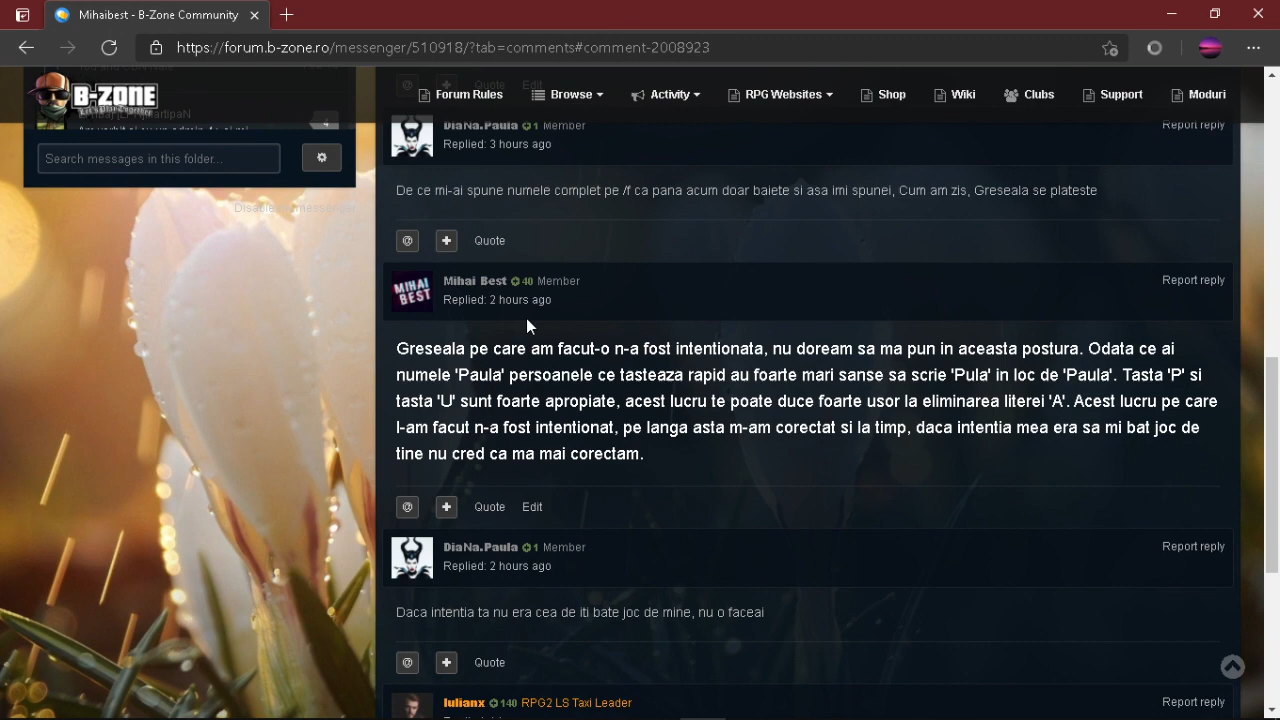 Mihaibest - B-Zone Community
https://forum.b-zone.ro/messenger/510918/?tab=comments#comment-2008923
B-ZONE
Forum Rules Browse Activity RPG Websites Shop Wiki Clubs Support Moduri
Quote Edit
4
Search messages in this folder...
DiaNa.Paula 1 Member
Report reply
Replied: 3 hours ago
De ce mi-ai spune numele complet pe /f ca pana acum doar baiete si asa imi spunei, Cum am zis, Greseala se plateste
@ + Quote
Mihai Best 40 Member
Report reply
MIHAI
BEST
Replied: 2 hours ago
Greseala pe care am facut-o n-a fost intentionata, nu doream sa ma pun in aceasta postura. Odata ce ai
numele 'Paula' persoanele ce tasteaza rapid au foarte mari sanse sa scrie 'Pula' in loc de 'Paula'. Tasta 'P' si
tasta 'U' sunt foarte apropiate, acest lucru te poate duce foarte usor la eliminarea literei 'A'. Acest lucru pe care
l-am facut n-a fost intentionat, pe langa asta m-am corectat si la timp, daca intentia mea era sa mi bat joc de
tine nu cred ca ma mai corectam.
@ + Quote Edit
DiaNa.Paula 1 Member
Report reply
Replied: 2 hours ago
Daca intentia ta nu era cea de iti bate joc de mine, nu o faceai
@ + Quote
Iulianx 140 RPG2 LS Taxi Leader
Report reply